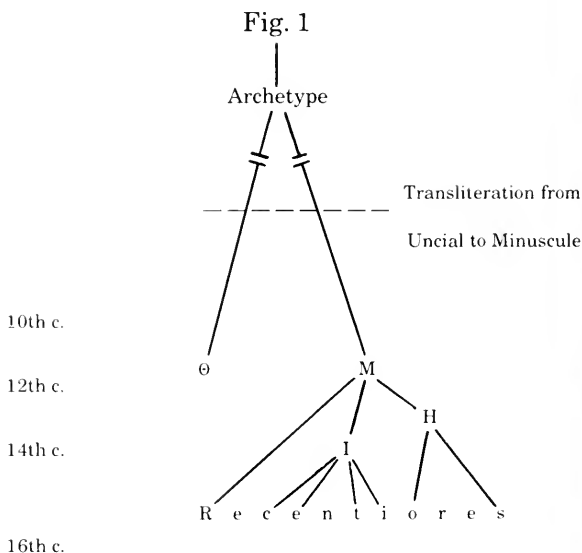 Fig. 1
Archetype
Transliteration from
Uncial to Minuscule
10th c.
Θ M
12th c.
H
14th c.
I
R e c e n t i o r e s
16th c.